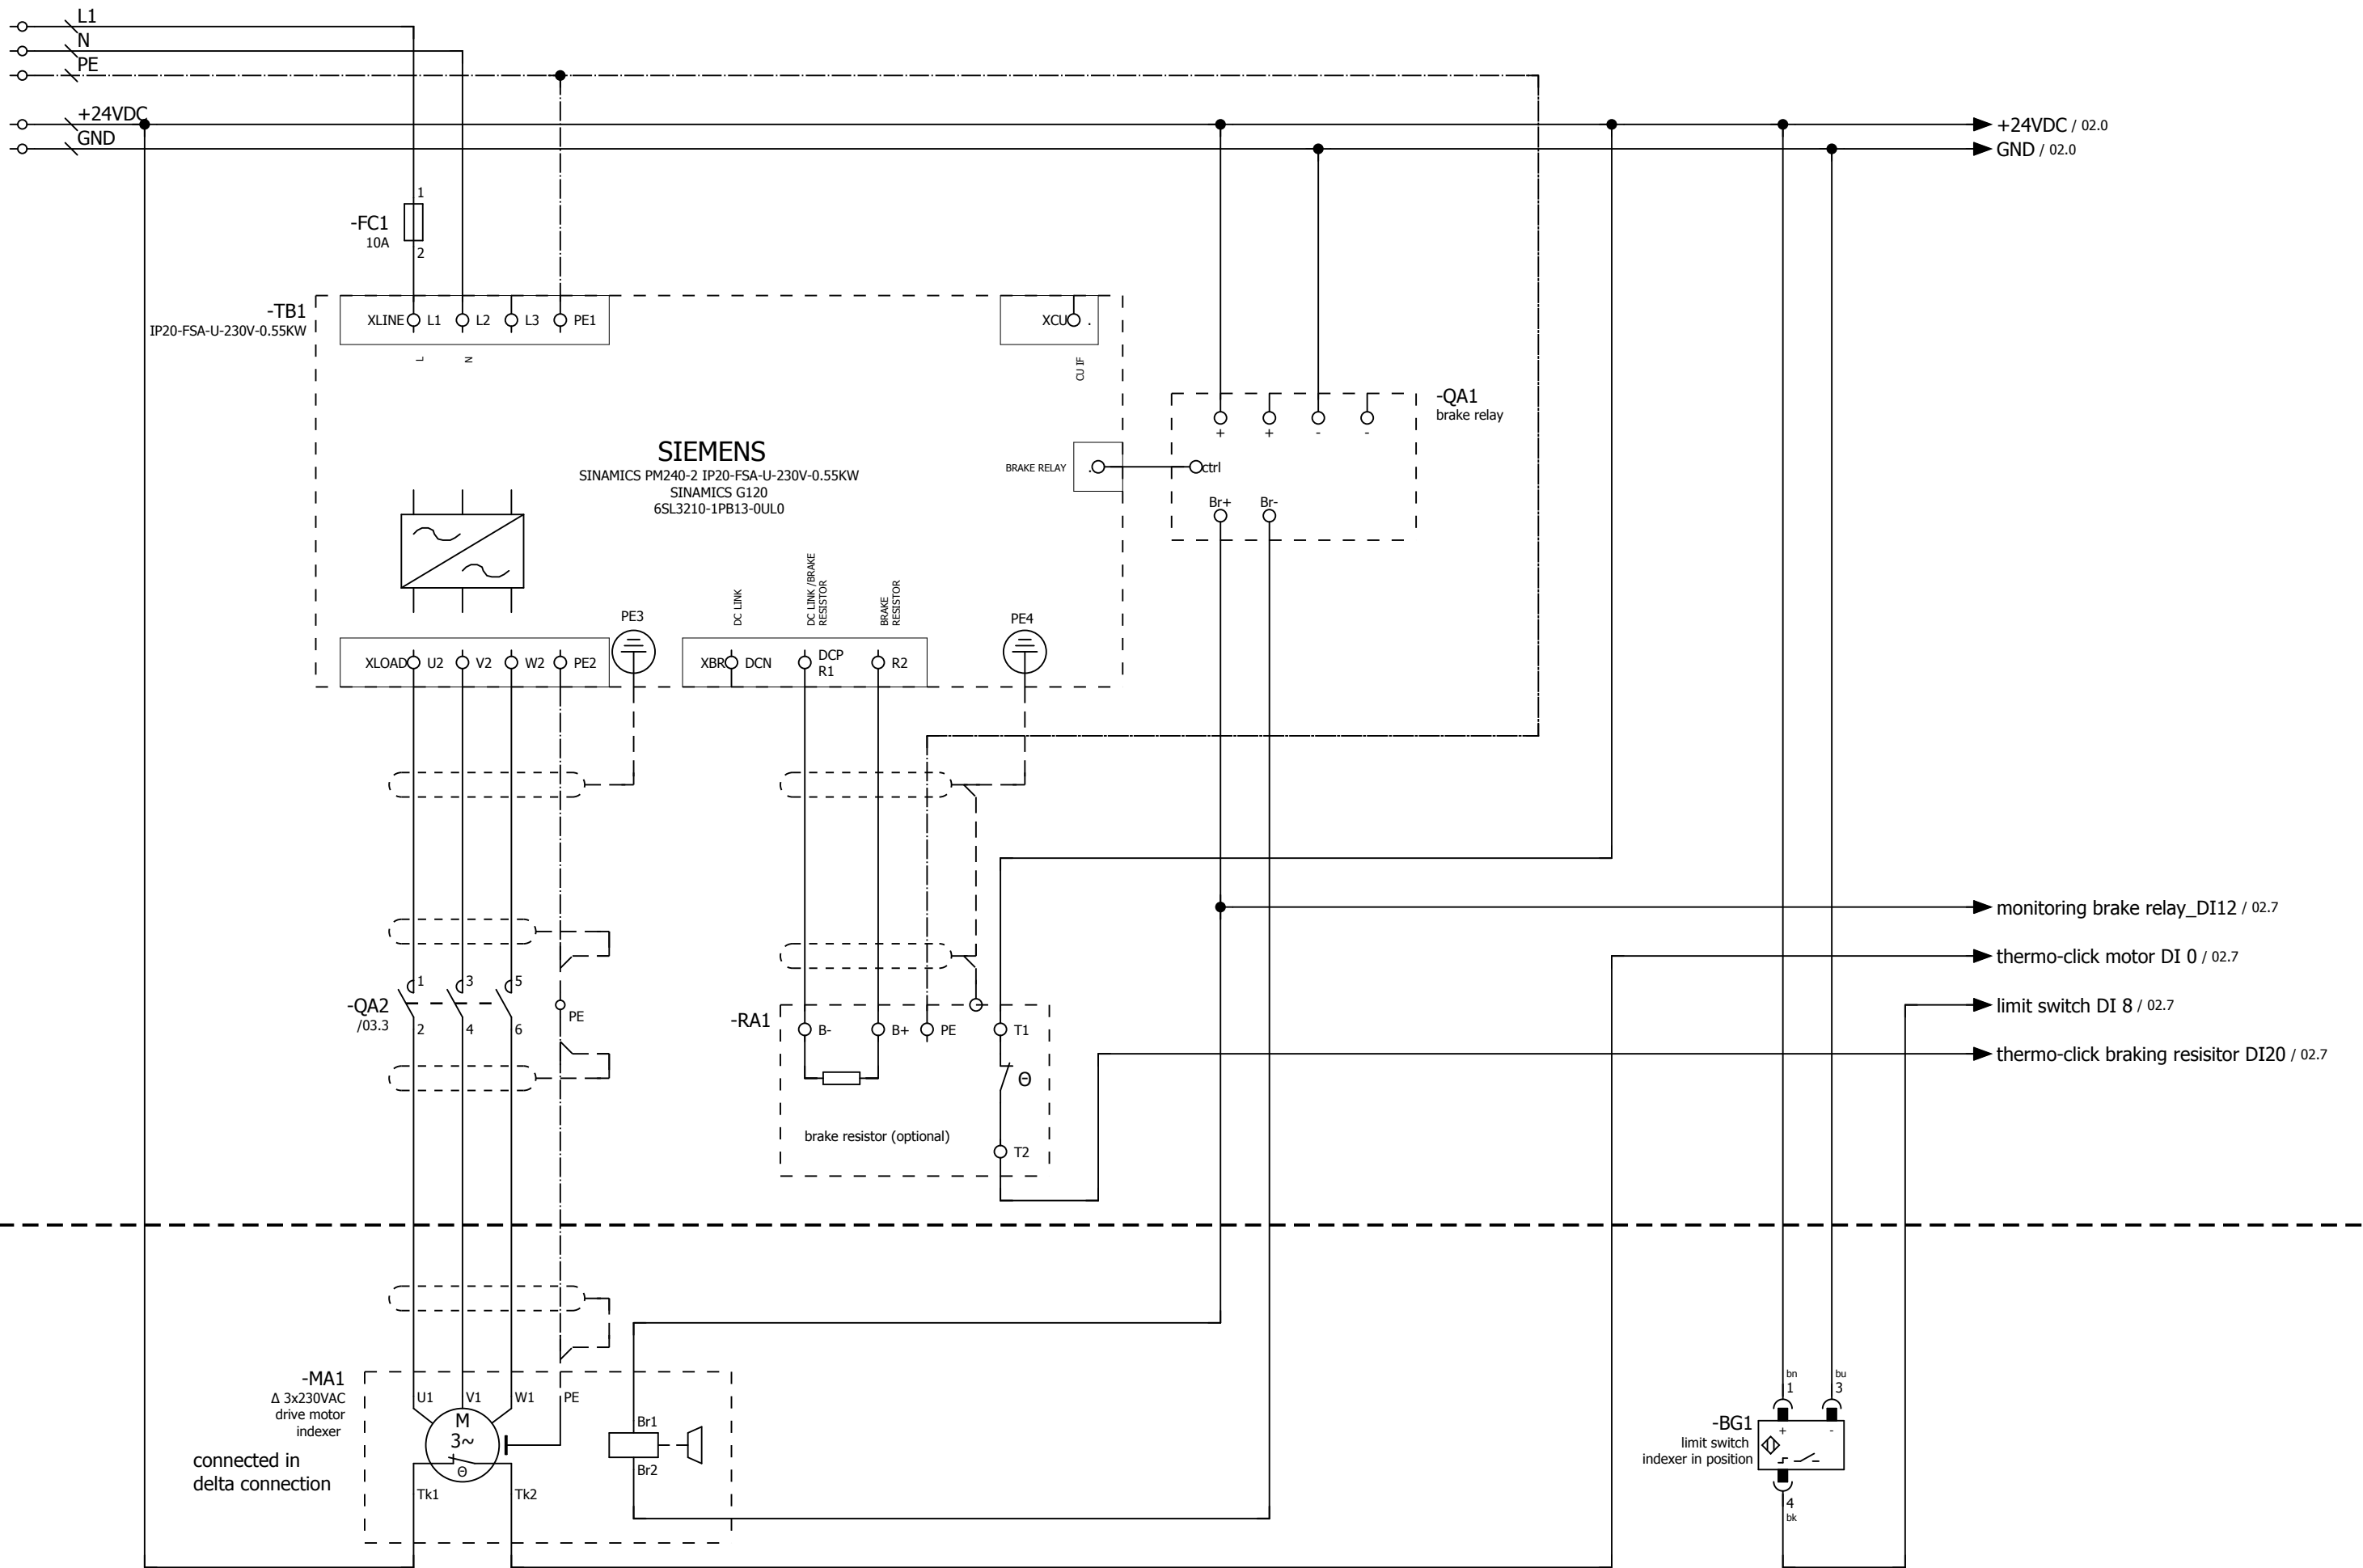 L1
N
PE
+24VDC
GND
+24VDC / 02.0
GND / 02.0
1
-FC1
10A
2
-TB1
IP20-FSA-U-230V-0.55KW
XLINE L1 L2 L3 PE1
L N
XCU .
CU IF
-QA1
brake relay
+ + - -
SIEMENS
SINAMICS PM240-2 IP20-FSA-U-230V-0.55KW
SINAMICS G120
6SL3210-1PB13-0UL0
BRAKE RELAY .
ctrl
Br+ Br-
DC LINK
DC LINK /BRAKE
RESISTOR
BRAKE
RESISTOR
PE3
PE4
XLOAD U2 V2 W2 PE2
XBR DCN
DCP
R1
R2
monitoring brake relay_DI12 / 02.7
thermo-click motor DI 0 / 02.7
limit switch DI 8 / 02.7
thermo-click braking resisitor DI20 / 02.7
1 3 5
-QA2
/03.3
2 4 6
PE
-RA1
B- B+ PE T1
Θ
brake resistor (optional)
T2
-MA1
Δ 3x230VAC
drive motor
indexer
connected in
delta connection
U1 V1 W1 PE
M
3~
Θ
Tk1 Tk2
Br1
Br2
bn bu
1 3
-BG1
limit switch
indexer in position
+ -
4
bk